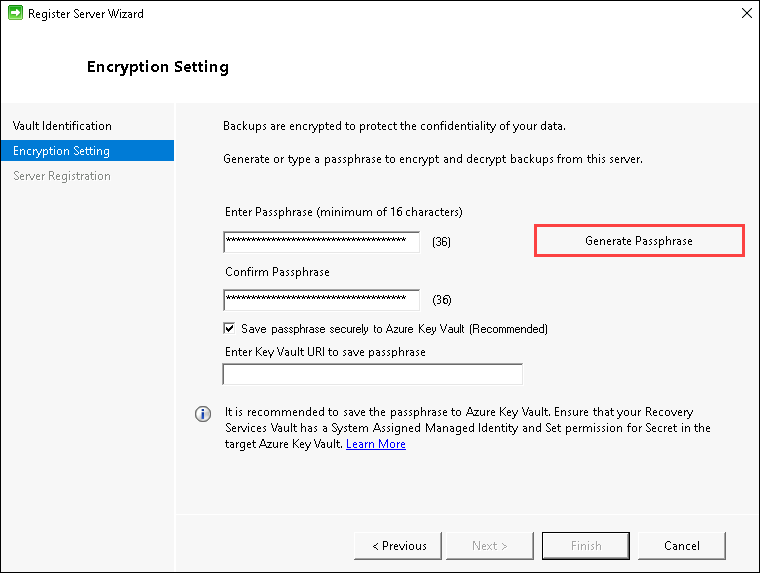 Register Server Wizard
Encryption Setting
Vault Identification
Encryption Setting
Server Registration
Backups are encrypted to protect the confidentiality of your data.
Generate or type a passphrase to encrypt and decrypt backups from this server.
Enter Passphrase (minimum of 16 characters)
************************************ (36)
Generate Passphrase
Confirm Passphrase
************************************ (36)
Save passphrase securely to Azure Key Vault (Recommended)
Enter Key Vault URI to save passphrase
It is recommended to save the passphrase to Azure Key Vault. Ensure that your Recovery
Services Vault has a System Assigned Managed Identity and Set permission for Secret in the
target Azure Key Vault. Learn More
< Previous
Next >
Finish
Cancel